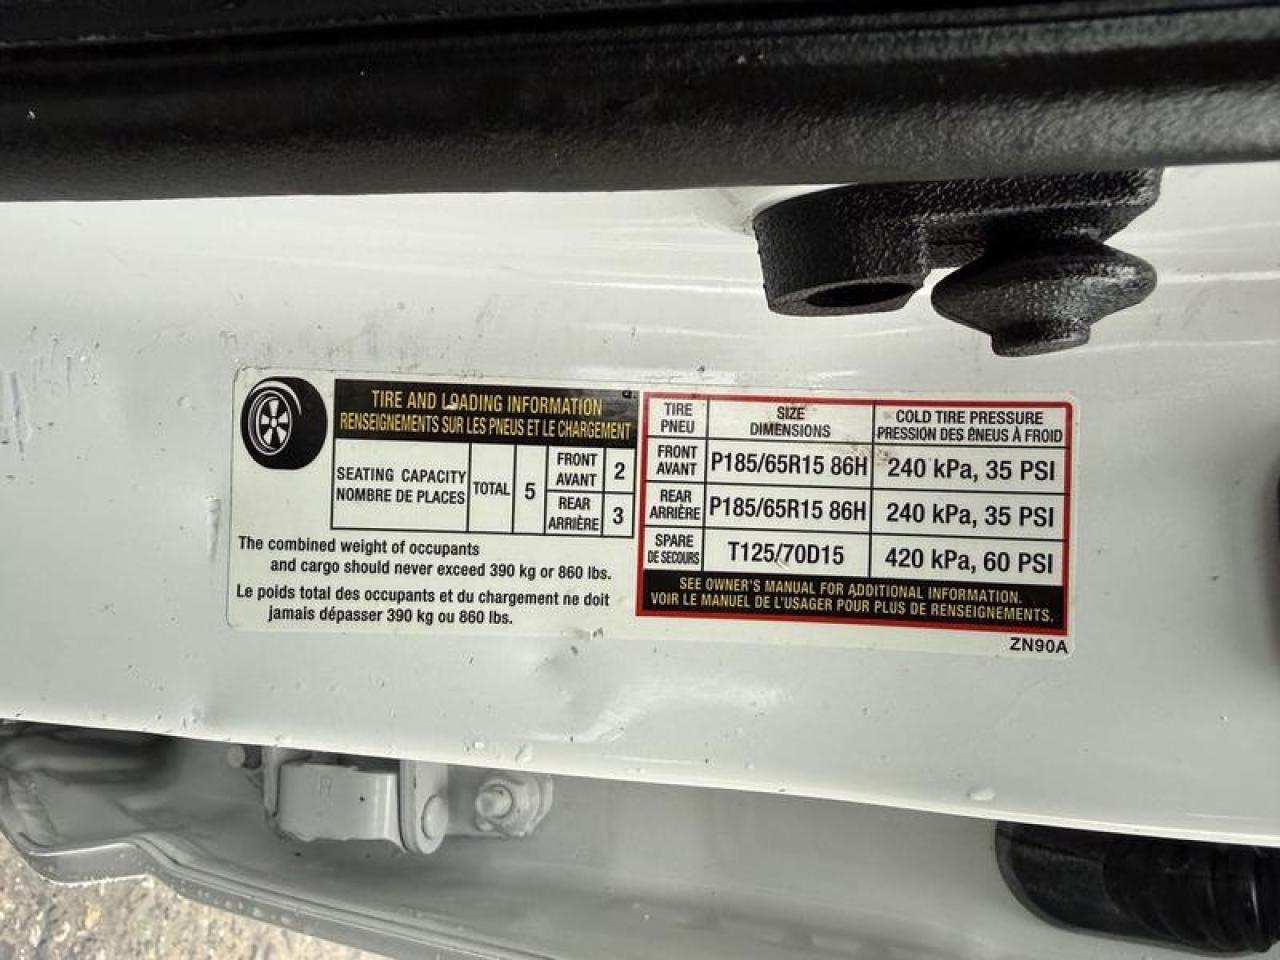 TIRE AND LOADING INFORMATION
RENSEIGNEMENTS SUR LES PNEUS ET LE CHARGEMENT
SEATING CAPACITY
NOMBRE DE PLACES
TOTAL
5
FRONT
AVANT
2
REAR
ARRIÈRE
3
The combined weight of occupants
and cargo should never exceed 390 kg or 860 lbs.
Le poids total des occupants et du chargement ne doit
jamais dépasser 390 kg ou 860 lbs.
TIRE
PNEU
SIZE
DIMENSIONS
COLD TIRE PRESSURE
PRESSION DES PNEUS À FROID
FRONT
AVANT
P185/65R15 86H
240 kPa, 35 PSI
REAR
ARRIÈRE
P185/65R15 86H
240 kPa, 35 PSI
SPARE
DE SECOURS
T125/70D15
420 kPa, 60 PSI
SEE OWNER'S MANUAL FOR ADDITIONAL INFORMATION.
VOIR LE MANUEL DE L'USAGER POUR PLUS DE RENSEIGNEMENTS.
ZN90A
R